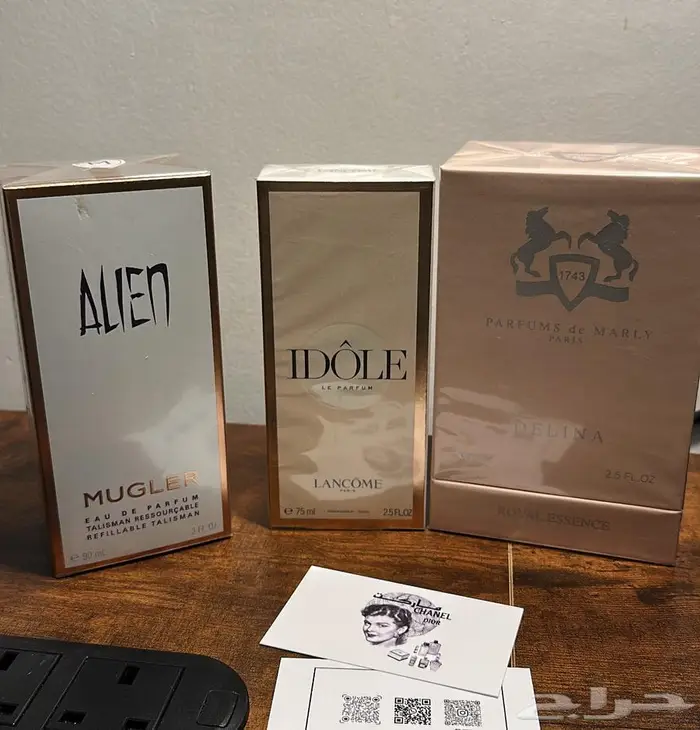 ALIEN
MUGLER
EAU DE PARFUM
TALISMAN RESSOURÇABLE
REFILLABLE TALISMAN
IDÔLE
LE PARFUM
LANCÔME
PARIS
e 75 ml
2.5 FL.OZ
1743
PARFUMS de MARLY
PARIS
DELINA
2.5 FL.OZ
ROYAL ESSENCE
CHANEL
DIOR
حراج